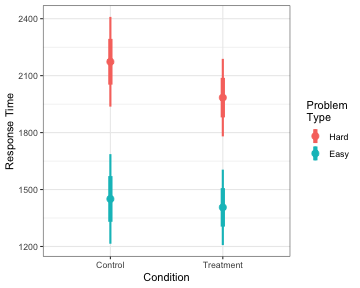 2400
2100
1800
1500
1200
Response Time
Control
Treatment
Condition
Problem
Type
Hard
Easy